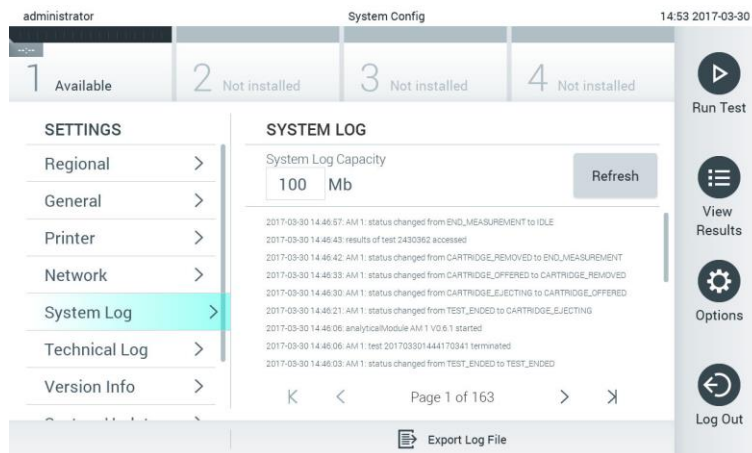 administrator System Config 14:53 2017-03-30
--:--
1 Available 2 Not installed 3 Not installed 4 Not installed
Run Test
SETTINGS
Regional
General
Printer
Network
System Log
Technical Log
Version Info
SYSTEM LOG
System Log Capacity
100 Mb
Refresh
2017-03-30 14:46:57: AM 1: status changed from END_MEASUREMENT to IDLE
2017-03-30 14:46:43: results of test 2430362 accessed
2017-03-30 14:46:42: AM 1: status changed from CARTRIDGE_REMOVED to END_MEASUREMENT
2017-03-30 14:46:33: AM 1: status changed from CARTRIDGE_OFFERED to CARTRIDGE_REMOVED
2017-03-30 14:46:30: AM 1: status changed from CARTRIDGE_EJECTING to CARTRIDGE_OFFERED
2017-03-30 14:46:21: AM 1: status changed from TEST_ENDED to CARTRIDGE_EJECTING
2017-03-30 14:46:06: analyticalModule AM 1 V0.6.1 started
2017-03-30 14:46:06: AM 1: test 201703301444170341 terminated
2017-03-30 14:46:03: AM 1: status changed from TEST_ENDED to TEST_ENDED
Page 1 of 163
Export Log File
View
Results
Options
Log Out